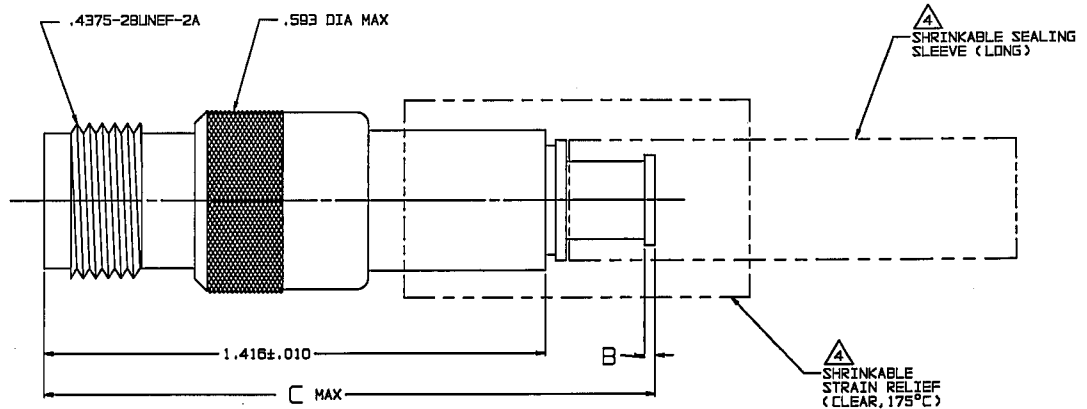 .4375-28UNEF-2A
.593 DIA MAX
4
SHRINKABLE SEALING
SLEEVE (LONG)
1.416±.010
B
C MAX
4
SHRINKABLE
STRAIN RELIEF
(CLEAR, 175°C)